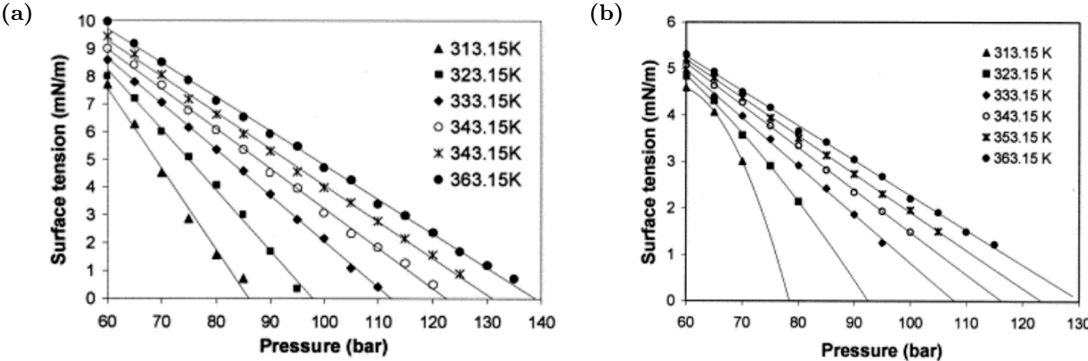 (a)
Surface tension (mN/m)
10
9
8
7
6
5
4
3
2
1
0
313.15K
323.15K
333.15K
343.15K
343.15K
363.15K
60 70 80 90 100 110 120 130 140
Pressure (bar)
(b)
Surface tension (mN/m)
6
5
4
3
2
1
0
313.15 K
323.15 K
333.15 K
343.15 K
353.15 K
363.15 K
60 70 80 90 100 110 120 130
Pressure (bar)